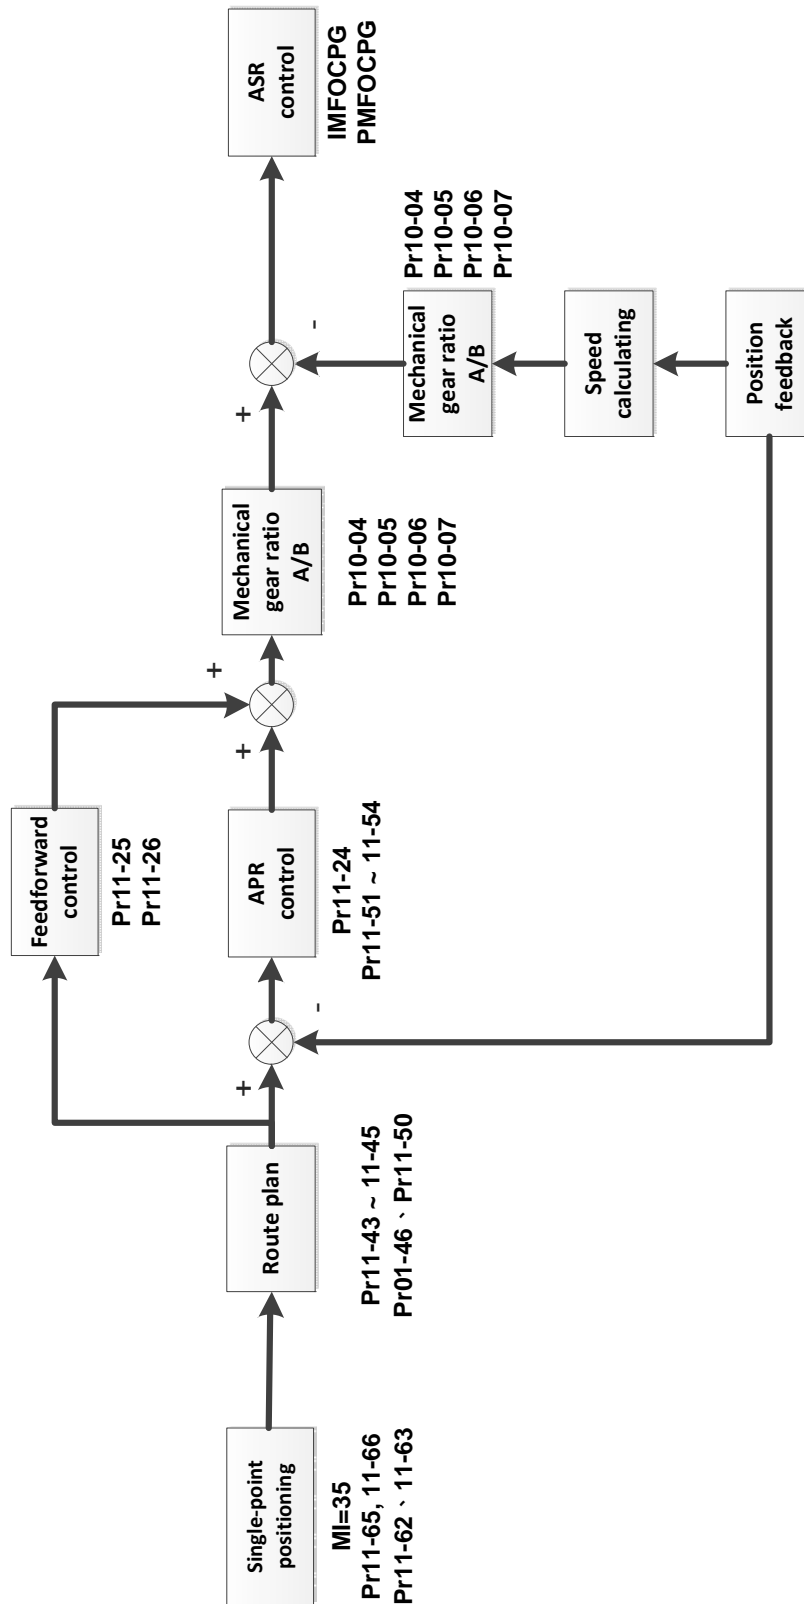 Single-point
positioning
MI=35
Pr11-65, 11-66
Pr11-62、11-63
Route plan
Pr11-43 ~ 11-45
Pr01-46、Pr11-50
+
-
Feedforward
control
Pr11-25
Pr11-26
APR
control
Pr11-24
Pr11-51 ~ 11-54
+
+
Mechanical
gear ratio
A/B
Pr10-04
Pr10-05
Pr10-06
Pr10-07
+
-
ASR
control
IMFOCPG
PMFOCPG
Mechanical
gear ratio
A/B
Pr10-04
Pr10-05
Pr10-06
Pr10-07
Speed
calculating
Position
feedback